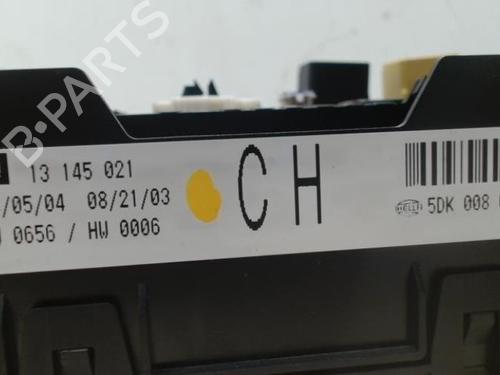 13 145 021
/05/04 08/21/03
0656 / HW 0006
CH
HELLA 5DK 008
B-PARTS